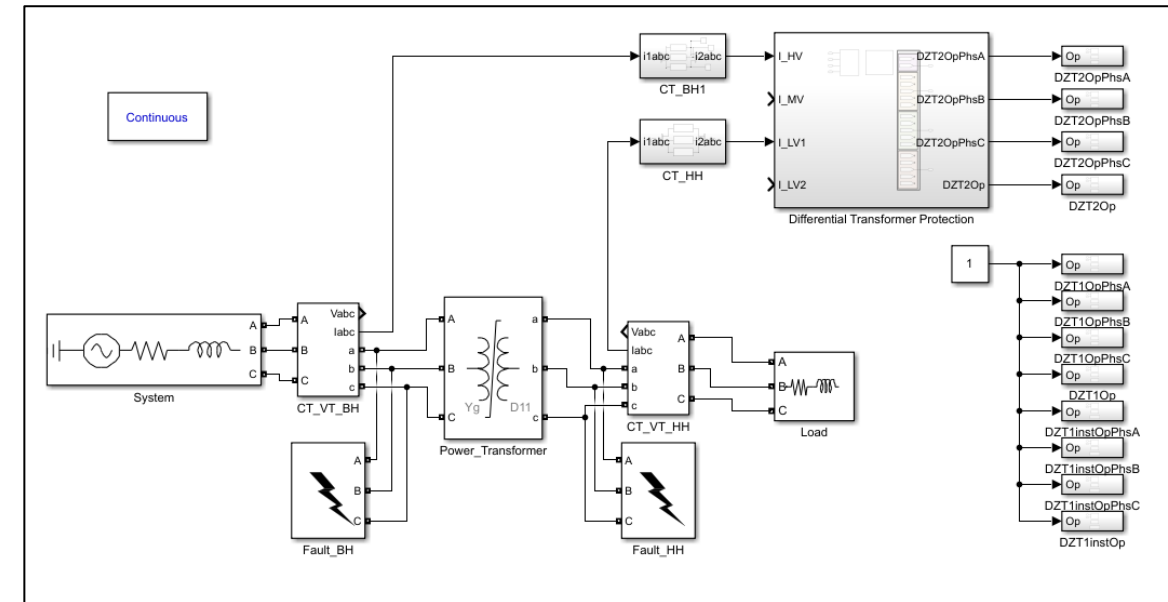 Continuous
i1abc i2abc
CT_BH1
i1abc i2abc
CT_HH
I_HV DZT2OpPhsA
I_MV DZT2OpPhsB
I_LV1 DZT2OpPhsC
I_LV2 DZT2Op
Differential Transformer Protection
Op
DZT2OpPhsA
Op
DZT2OpPhsB
Op
DZT2OpPhsC
Op
DZT2Op
1
Op
DZT1OpPhsA
Op
DZT1OpPhsB
Op
DZT1OpPhsC
Op
DZT1Op
Op
DZT1instOpPhsA
Op
DZT1instOpPhsB
Op
DZT1instOpPhsC
Op
DZT1instOp
A
B
C
System
Vabc
Iabc
A a
B b
C c
CT_VT_BH
A a
B b
C c
Yg D11
Power_Transformer
Vabc
Iabc
a A
b B
c C
CT_VT_HH
A
B
C
Load
A
B
C
Fault_BH
A
B
C
Fault_HH